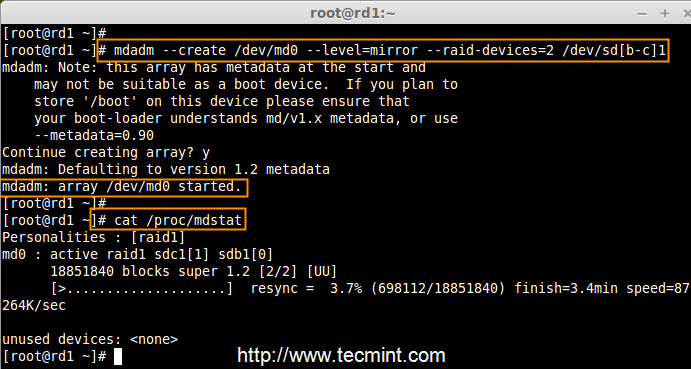 root@rd1:~
[root@rd1 ~]#
[root@rd1 ~]# mdadm --create /dev/md0 --level=mirror --raid-devices=2 /dev/sd[b-c]1
mdadm: Note: this array has metadata at the start and
    may not be suitable as a boot device.  If you plan to
    store '/boot' on this device please ensure that
    your boot-loader understands md/v1.x metadata, or use
    --metadata=0.90
Continue creating array? y
mdadm: Defaulting to version 1.2 metadata
mdadm: array /dev/md0 started.
[root@rd1 ~]#
[root@rd1 ~]# cat /proc/mdstat
Personalities : [raid1]
md0 : active raid1 sdc1[1] sdb1[0]
      18851840 blocks super 1.2 [2/2] [UU]
      [>....................]  resync =  3.7% (698112/18851840) finish=3.4min speed=87
264K/sec
unused devices: <none>
[root@rd1 ~]#
http://www.tecmint.com